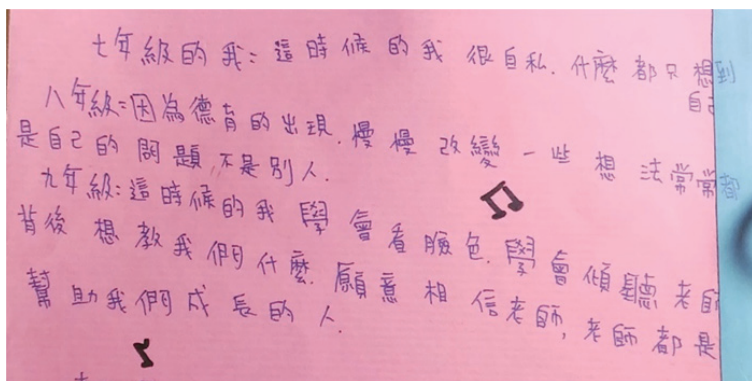 七年級的我:這時候的我 很自私.什麼都只想到
自己
八年級:因為德育的出現.慢慢 改變 一些 想 法常常都
是自己的問題,不是別人.
九年級:這時候的我 學 會看臉色.學會傾聽老師
背後 想 教我們什麼.願意 相 信老師,老師都是
幫助我們成長的人.